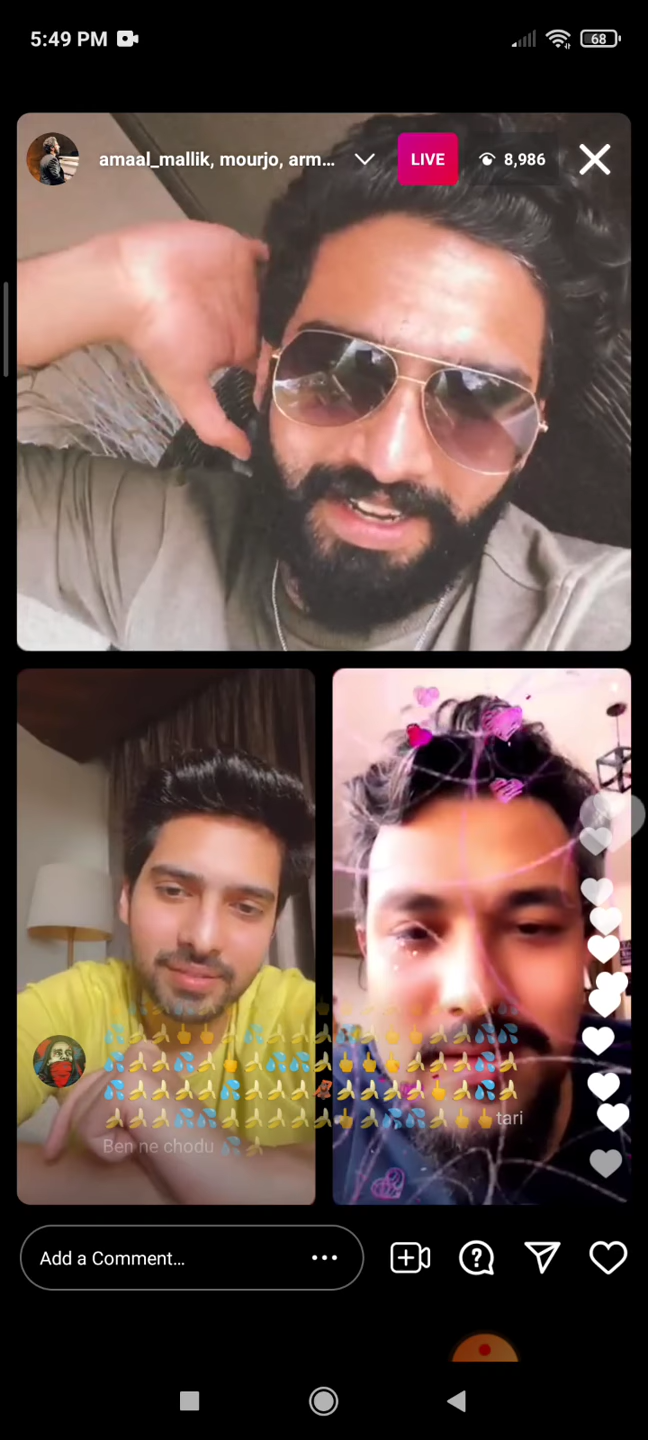 5:49 PM
68
amaal_mallik, mourjo, arm...
LIVE
8,986
tari
Ben ne chodu
Add a Comment...